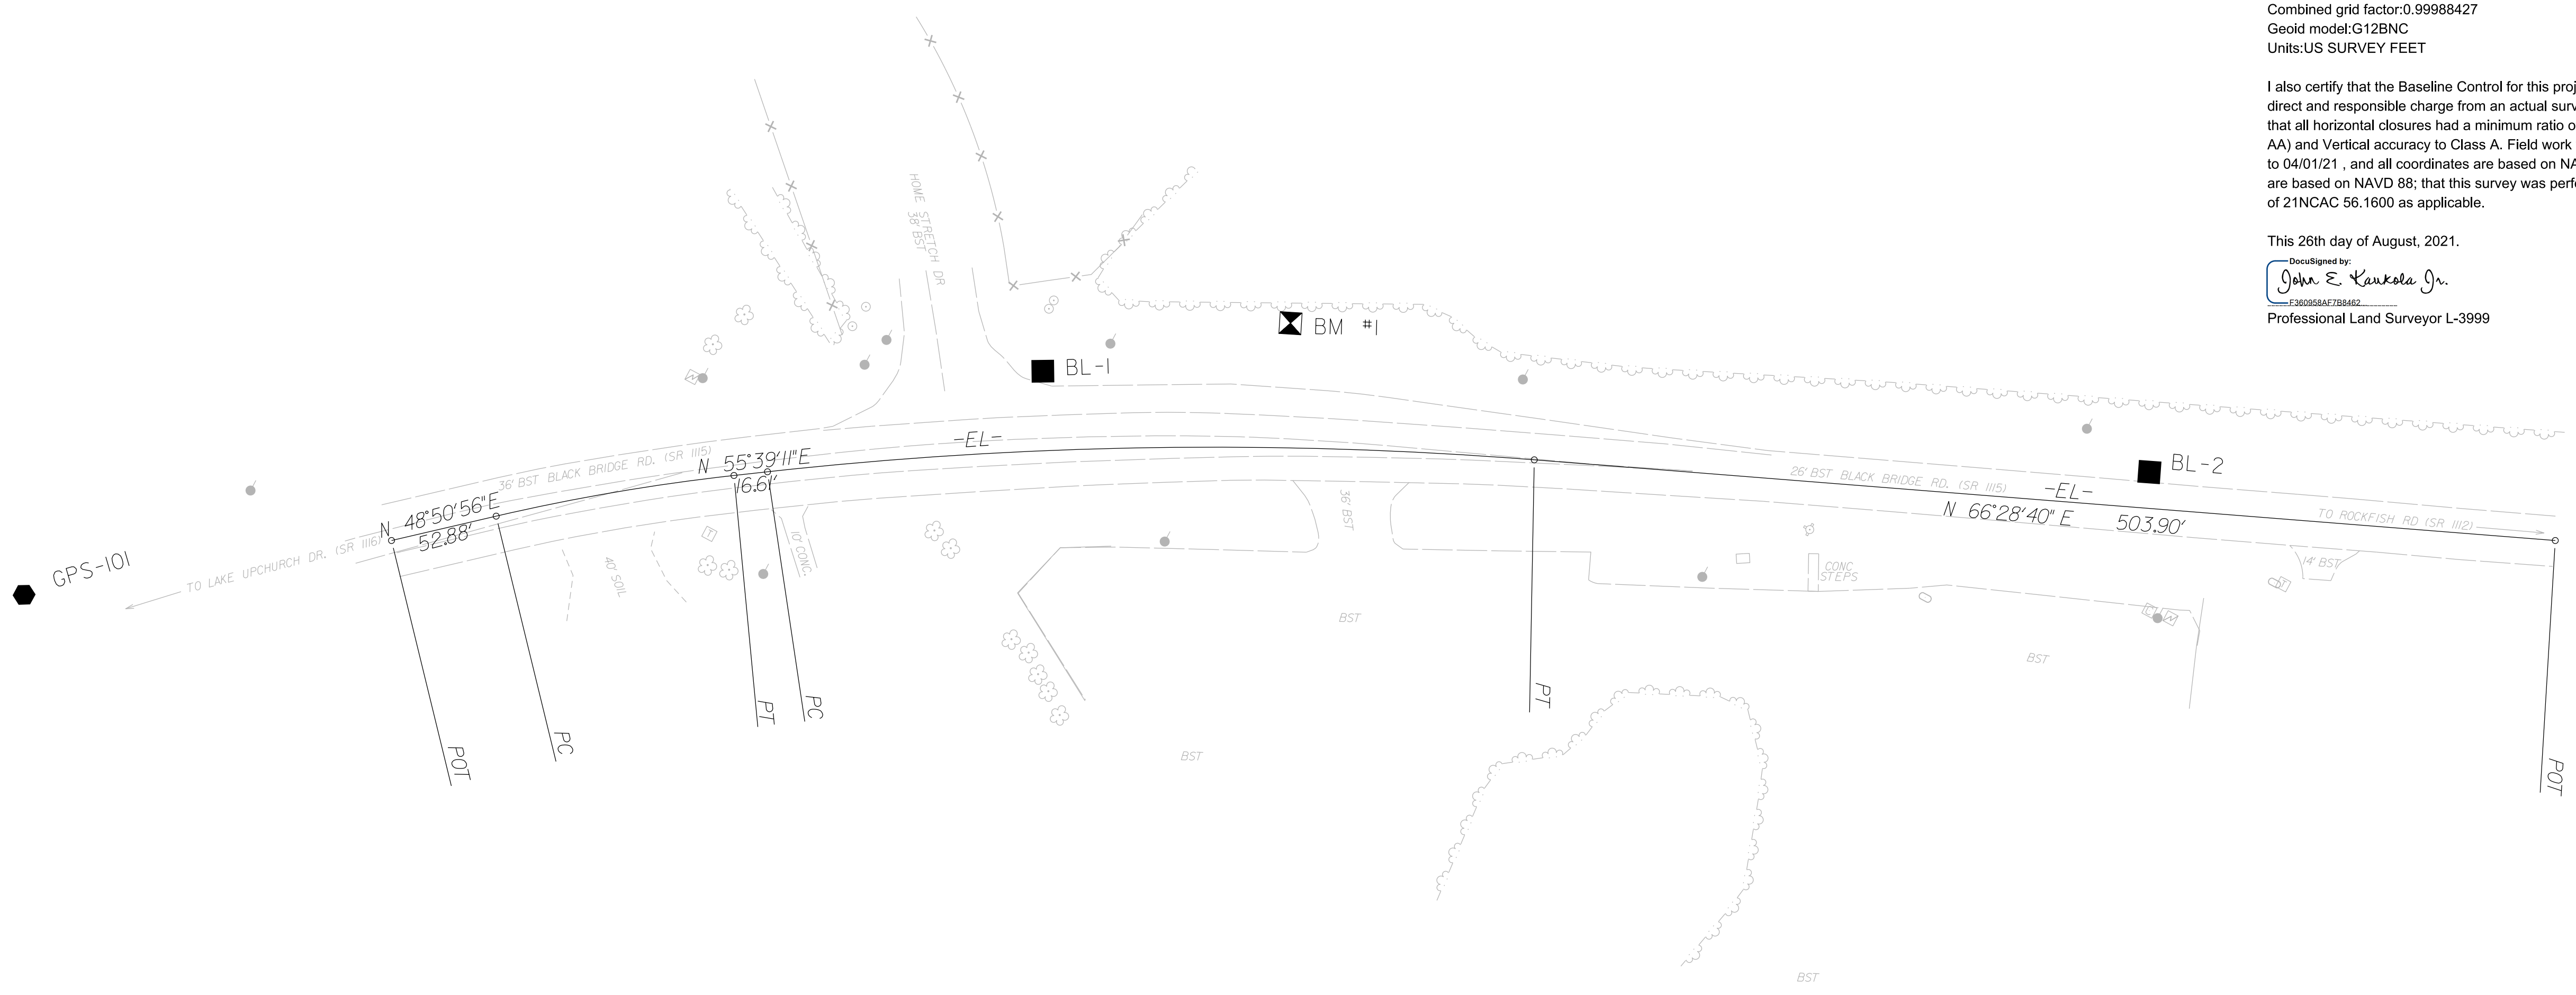 Combined grid factor:0.99988427
Geoid model:G12BNC
Units:US SURVEY FEET
I also certify that the Baseline Control for this proj
direct and responsible charge from an actual surv
that all horizontal closures had a minimum ratio o
AA) and Vertical accuracy to Class A. Field work
to 04/01/21 , and all coordinates are based on NA
are based on NAVD 88; that this survey was perf
of 21NCAC 56.1600 as applicable.
This 26th day of August, 2021.
DocuSigned by:
John E. Kaukola Jr.
F360958AF7B8462...
Professional Land Surveyor L-3999
HOME STRETCH DR
38' BST
BM #1
BL-1
-EL-
N 55°39'11"E
16.61'
36' BST BLACK BRIDGE RD. (SR 1115)
N 48°50'56"E
52.88'
GPS-101
TO LAKE UPCHURCH DR. (SR 1116)
40' SOIL
T
10' CONC.
36' BST
26' BST BLACK BRIDGE RD. (SR 1115)
-EL-
BL-2
N 66°28'40" E 503.90'
TO ROCKFISH RD (SR 1112)
CONC
STEPS
14' BST
T
C
BST
BST
BST
BST
POT
PC
PT
PC
PT
POT